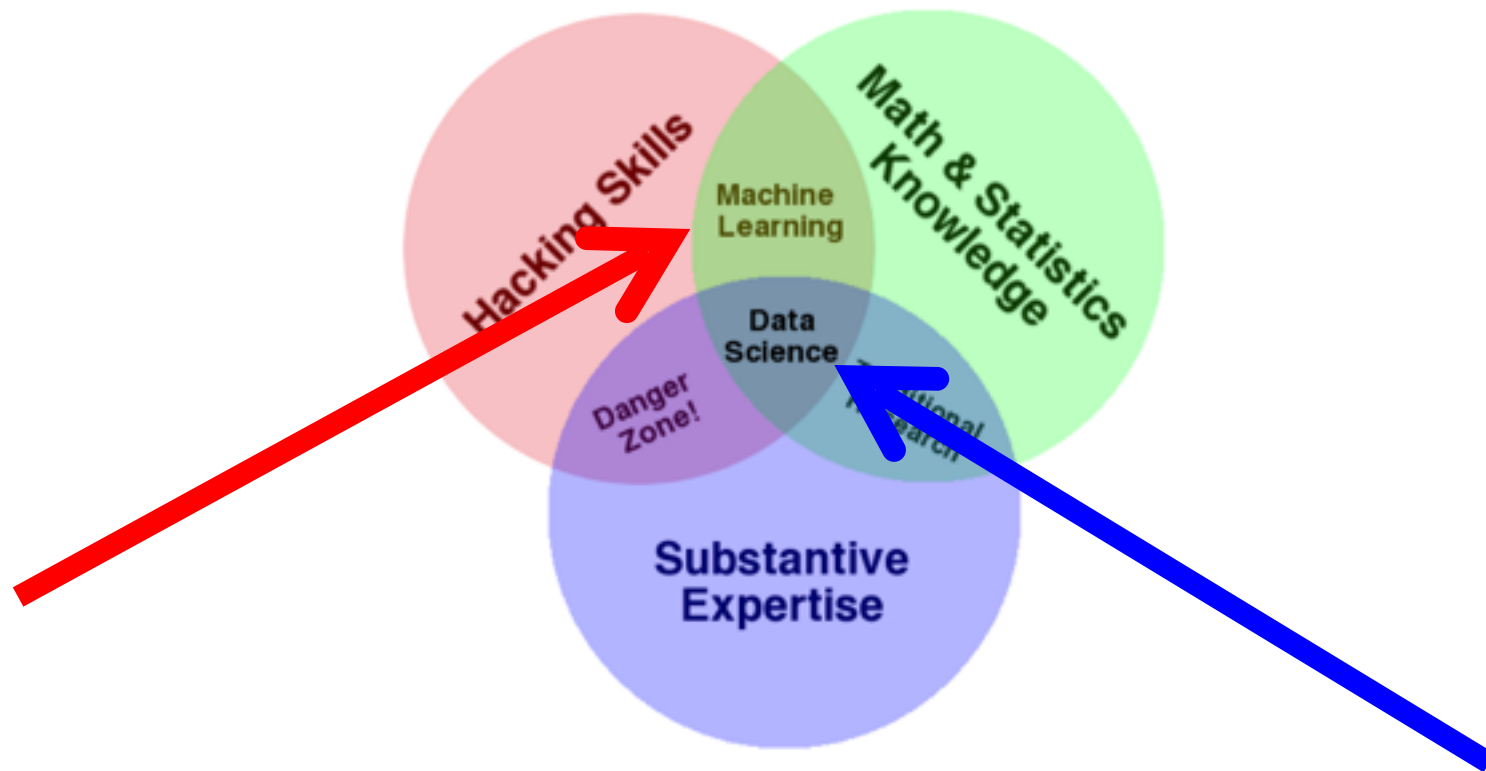 Hacking Skills
Math & Statistics
Knowledge
Machine
Learning
Data
Science
Danger
Zone!
Substantive
Expertise